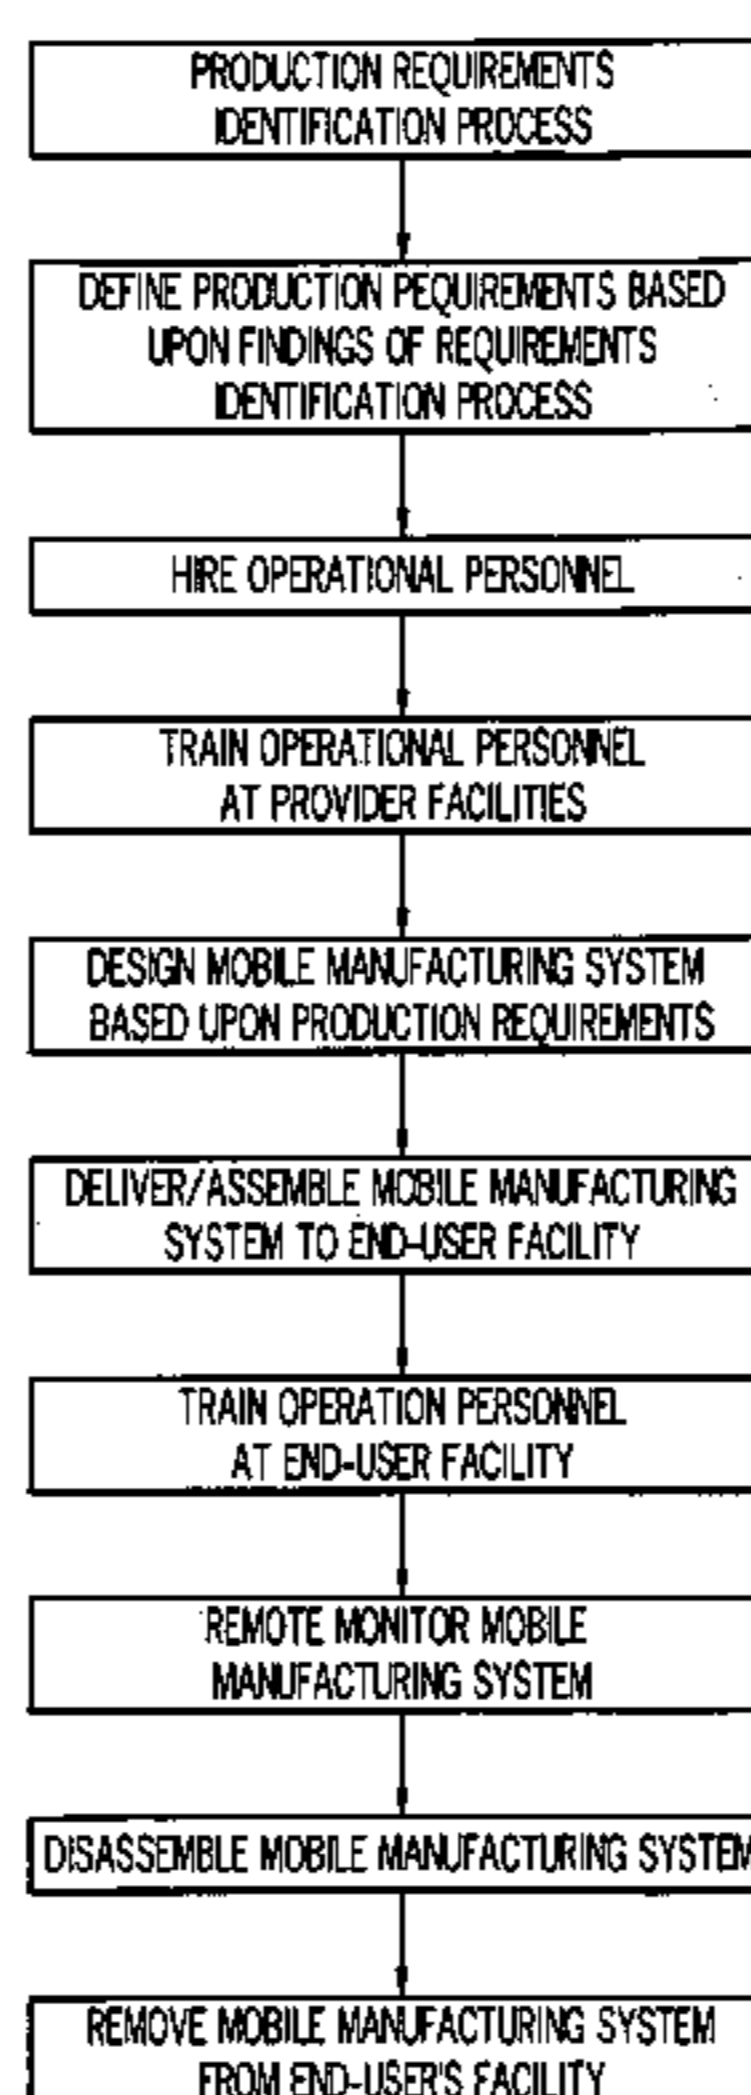 PRODUCTION REQUIREMENTS
IDENTIFICATION PROCESS
DEFINE PRODUCTION PEQUIREMENTS BASED
UPON FINDINGS OF REQUIREMENTS
IDENTIFICATION PROCESS
HIRE OPERATIONAL PERSONNEL
TRAIN OPERATIONAL PERSONNEL
AT PROVIDER FACILITIES
DESIGN MOBILE MANUFACTURING SYSTEM
BASED UPON PRODUCTION REQUIREMENTS
DELIVER/ASSEMBLE MOBILE MANUFACTURING
SYSTEM TO END-USER FACILITY
TRAIN OPERATION PERSONNEL
AT END-USER FACILITY
REMOTE MONITOR MOBILE
MANUFACTURING SYSTEM
DISASSEMBLE MOBILE MANUFACTURING SYSTEM
REMOVE MOBILE MANUFACTURING SYSTEM
FROM END-USER'S FACILITY